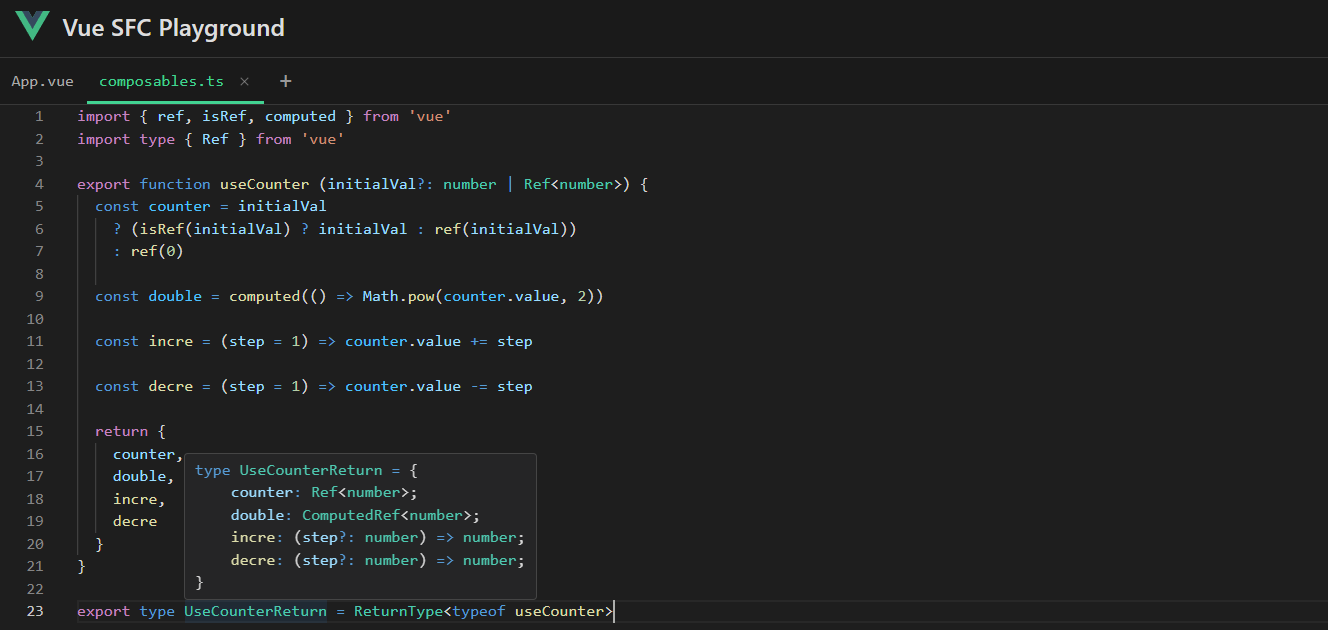 Vue SFC Playground
App.vue composables.ts × +
1 import { ref, isRef, computed } from 'vue'
2 import type { Ref } from 'vue'
3
4 export function useCounter (initialVal?: number | Ref<number>) {
5 const counter = initialVal
6 ? (isRef(initialVal) ? initialVal : ref(initialVal))
7 : ref(0)
8
9 const double = computed(() => Math.pow(counter.value, 2))
10
11 const incre = (step = 1) => counter.value += step
12
13 const decre = (step = 1) => counter.value -= step
14
15 return {
16 counter,
17 double,
18 incre,
19 decre
20 }
21 }
22
23 export type UseCounterReturn = ReturnType<typeof useCounter>
type UseCounterReturn = {
counter: Ref<number>;
double: ComputedRef<number>;
incre: (step?: number) => number;
decre: (step?: number) => number;
}